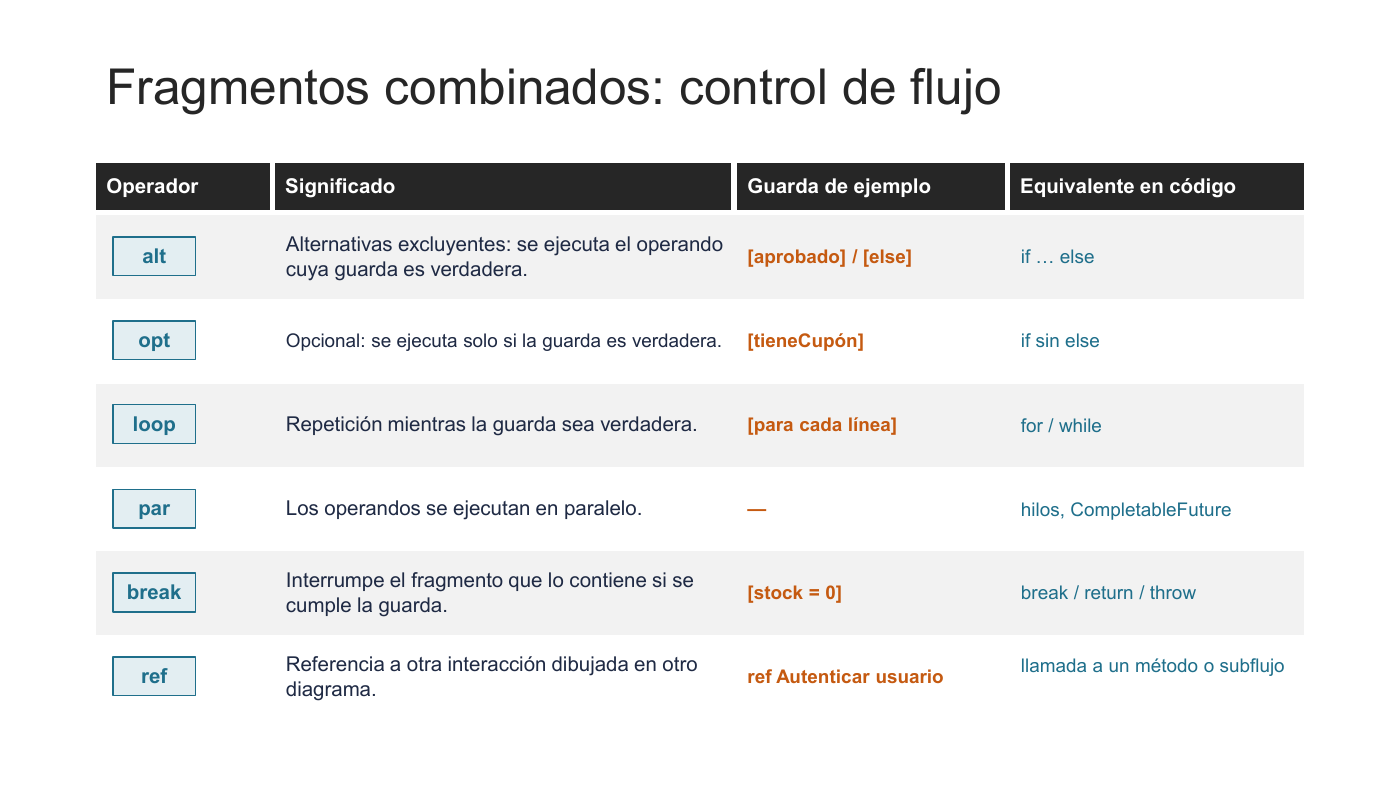 Fragmentos combinados: control de flujo
Operador Significado Guarda de ejemplo Equivalente en código
alt Alternativas excluyentes: se ejecuta el operando cuya guarda es verdadera. [aprobado] / [else] if … else
opt Opcional: se ejecuta solo si la guarda es verdadera. [tieneCupón] if sin else
loop Repetición mientras la guarda sea verdadera. [para cada línea] for / while
par Los operandos se ejecutan en paralelo. — hilos, CompletableFuture
break Interrumpe el fragmento que lo contiene si se cumple la guarda. [stock = 0] break / return / throw
ref Referencia a otra interacción dibujada en otro diagrama. ref Autenticar usuario llamada a un método o subflujo